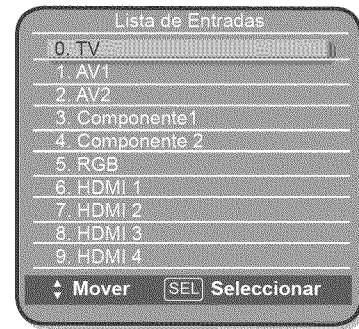 Lista de Entradas
0. TV
1. AV1
2. AV2
3. Componente1
4. Componente 2
5. RGB
6. HDMI 1
7. HDMI 2
8. HDMI 3
9. HDMI 4
Mover SEL Seleccionar